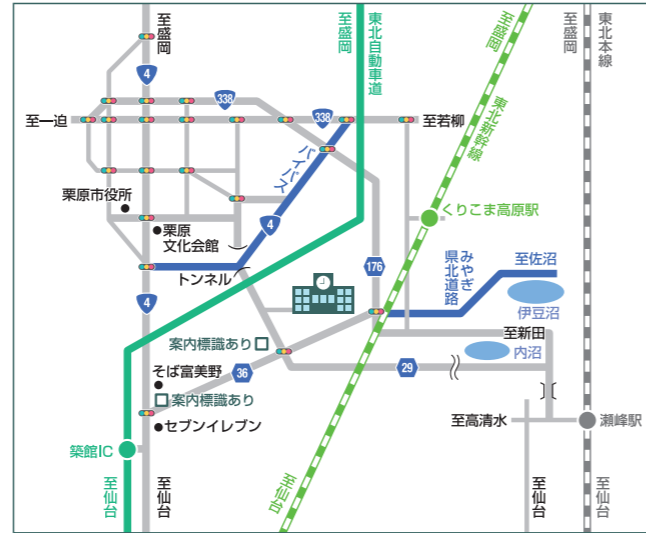 至盛岡
東北自動車道
至盛岡
至盛岡
至盛岡
東北本線
4
338
338
至一迫
至若柳
東北新幹線
バイパス
栗原市役所
くりこま高原駅
栗原
文化会館
4
みやぎ
県北道路
至佐沼
トンネル
176
伊豆沼
4
案内標識あり
至新田
内沼
そば富美野
36
29
案内標識あり
セブンイレブン
至高清水
瀬峰駅
築館IC
至仙台
至仙台
至仙台
至仙台
至仙台